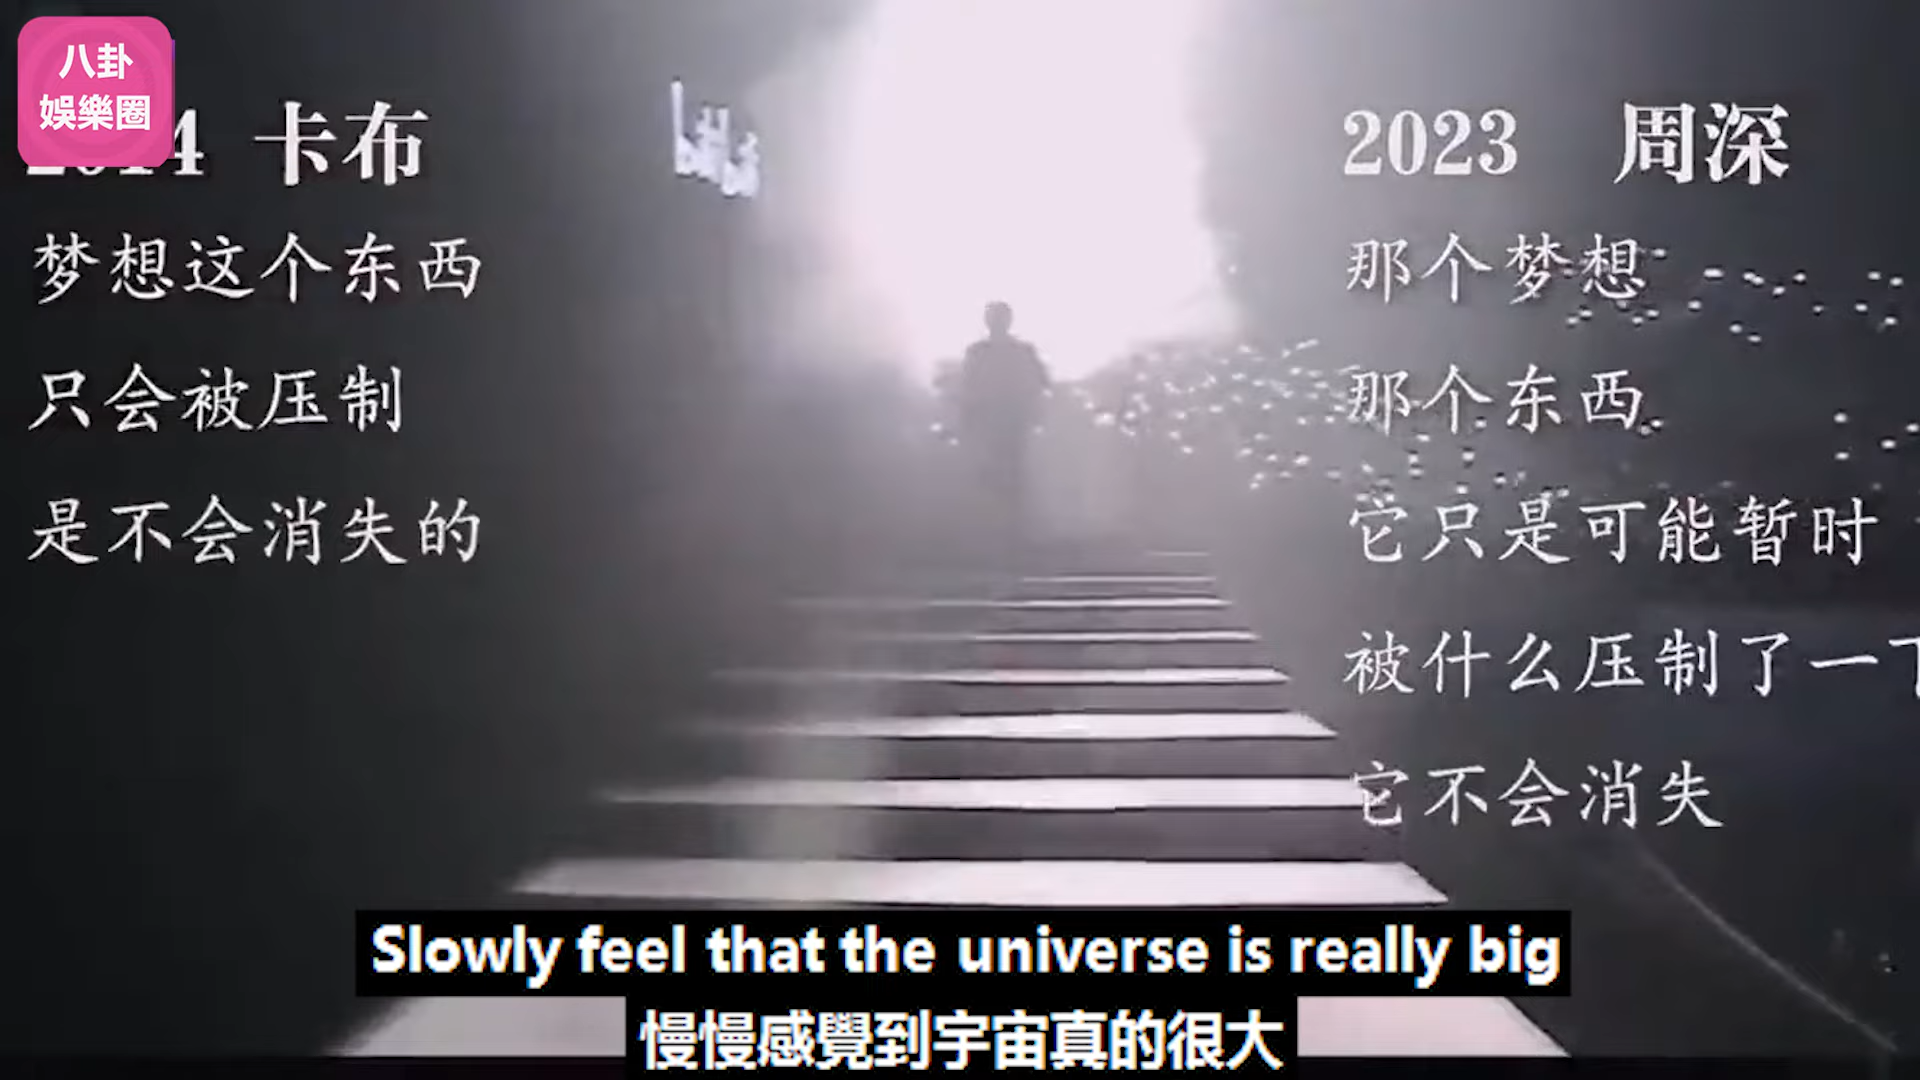 八卦
娛樂圈
卡布
梦想这个东西
只会被压制
是不会消失的
2023 周深
那个梦想
那个东西
它只是可能暂时
被什么压制了一下
它不会消失
Slowly feel that the universe is really big
慢慢感覺到宇宙真的很大